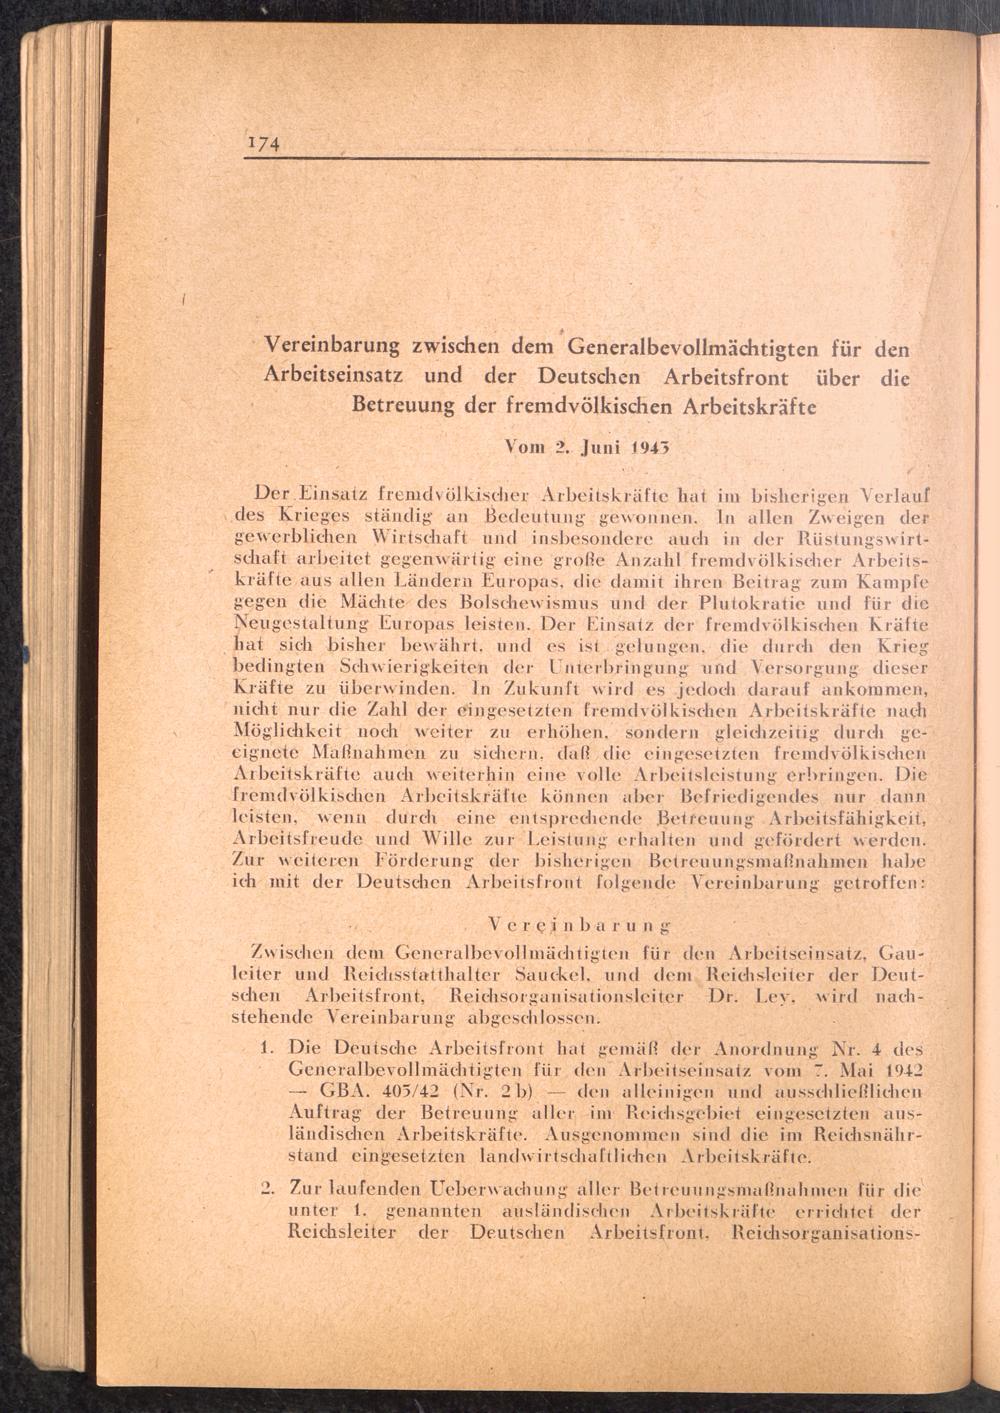 174
Vereinbarung zwischen dem Generalbevollmächtigten für den
Arbeitseinsatz und der Deutschen Arbeitsfront über die
Betreuung der fremdvölkischen Arbeitskräfte
Vom 2. Juni 1943
Der Einsatz fremdvölkischer Arbeitskräfte hat im bisherigen Verlauf
des Krieges ständig an Bedeutung gewonnen. In allen Zweigen der
gewerblichen Wirtschaft und insbesondere auch in der Rüstungswirt-
schaft arbeitet gegenwärtig eine große Anzahl fremdvölkischer Arbeits-
kräfte aus allen Ländern Europas, die damit ihren Beitrag zum Kampfe
gegen die Mächte des Bolschewismus und der Plutokratie und für die
Neugestaltung Europas leisten. Der Einsatz der fremdvölkischen Kräfte
hat sich bisher bewährt, und es ist gelungen, die durch den Krieg
bedingten Schwierigkeiten der Unterbringung und Versorgung dieser
Kräfte zu überwinden. In Zukunft wird es jedoch darauf ankommen,
nicht nur die Zahl der eingesetzten fremdvölkischen Arbeitskräfte nach
Möglichkeit noch weiter zu erhöhen, sondern gleichzeitig durch ge-
eignete Maßnahmen zu sichern, daß die eingesetzten fremdvölkischen
Arbeitskräfte auch weiterhin eine volle Arbeitsleistung erbringen. Die
fremdvölkischen Arbeitskräfte können aber Befriedigendes nur dann
leisten, wenn durch eine entsprechende Betreuung Arbeitsfähigkeit,
Arbeitsfreude und Wille zur Leistung erhalten und gefördert werden.
Zur weiteren Förderung der bisherigen Betreuungsmaßnahmen habe
ich mit der Deutschen Arbeitsfront folgende Vereinbarung getroffen:
Vereinbarung
Zwischen dem Generalbevollmächtigten für den Arbeitseinsatz, Gau-
leiter und Reichsstatthalter Sauckel, und dem Reichsleiter der Deut-
schen Arbeitsfront, Reichsorganisationsleiter Dr. Ley, wird nach-
stehende Vereinbarung abgeschlossen.
1. Die Deutsche Arbeitsfront hat gemäß der Anordnung Nr. 4 des
Generalbevollmächtigten für den Arbeitseinsatz vom 7. Mai 1942
— GBA. 403/42 (Nr. 2b) — den alleinigen und ausschließlichen
Auftrag der Betreuung aller im Reichsgebiet eingesetzten aus-
ländischen Arbeitskräfte. Ausgenommen sind die im Reichsnähr-
stand eingesetzten landwirtschaftlichen Arbeitskräfte.
2. Zur laufenden Ueberwachung aller Betreuungsmaßnahmen für die
unter 1. genannten ausländischen Arbeitskräfte errichtet der
Reichsleiter der Deutschen Arbeitsfront, Reichsorganisations-